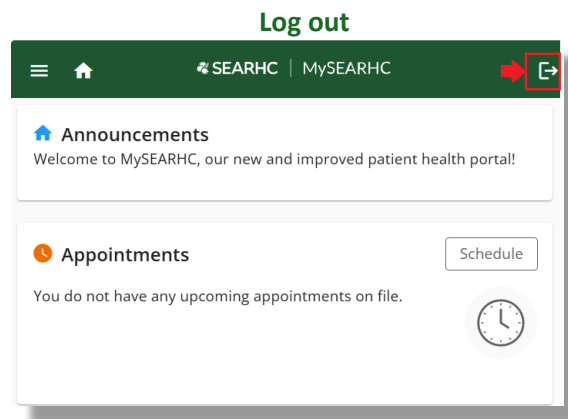 Log out
SEARHC | MySEARHC
Announcements
Welcome to MySEARHC, our new and improved patient health portal!
Appointments
Schedule
You do not have any upcoming appointments on file.